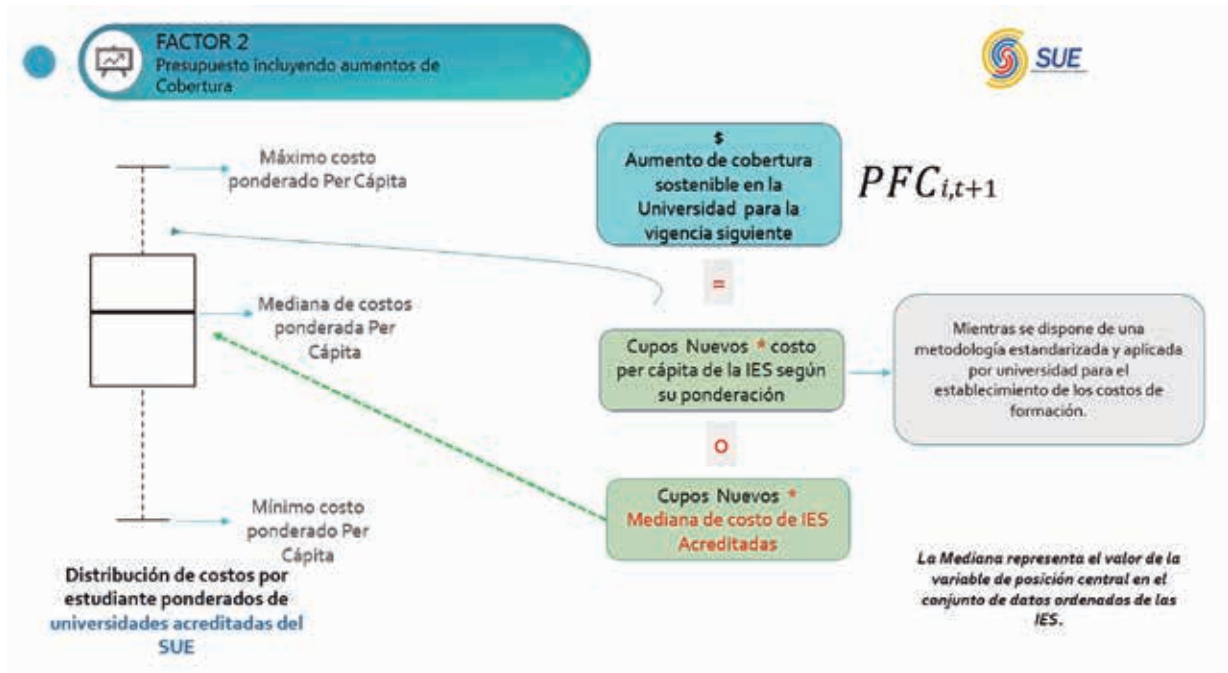 FACTOR 2
Presupuesto incluyendo aumentos de
Cobertura
SUE
Máximo costo
ponderado Per Cápita
Mediana de costos
ponderada Per
Cápita
Mínimo costo
ponderado Per
Cápita
Distribución de costos por
estudiante ponderados de
universidades acreditadas del
SUE
$
Aumento de cobertura
sostenible en la
Universidad para la
vigencia siguiente
PFCi,t+1
=
Cupos Nuevos * costo
per cápita de la IES según
su ponderación
O
Cupos Nuevos *
Mediana de costo de IES
Acreditadas
Mientras se dispone de una
metodología estandarizada y aplicada
por universidad para el
establecimiento de los costos de
formación.
La Mediana representa el valor de la
variable de posición central en el
conjunto de datos ordenados de las
IES.